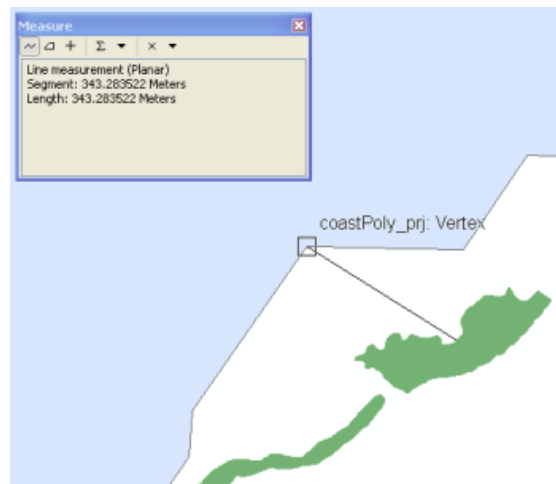 Measure
Line measurement (Planar)
Segment: 343.283522 Meters
Length: 343.283522 Meters
coastPoly_prj: Vertex